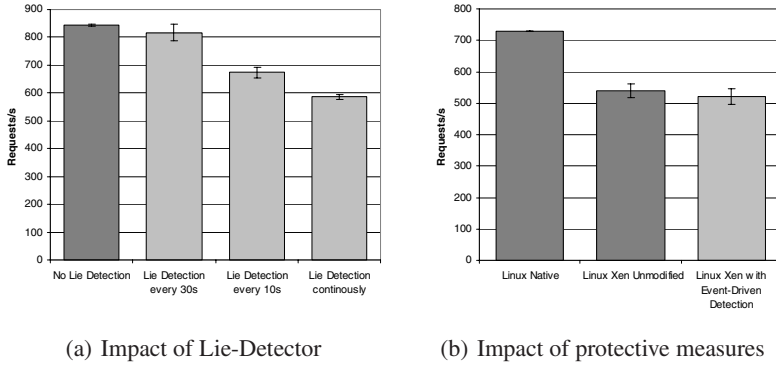 900
800
700
600
500
400
300
200
100
0
Requests/s
No Lie Detection
Lie Detection
every 30s
Lie Detection
every 10s
Lie Detection
continously
(a) Impact of Lie-Detector
800
700
600
500
400
300
200
100
0
Requests/s
Linux Native
Linux Xen Unmodified
Linux Xen with
Event-Driven
Detection
(b) Impact of protective measures